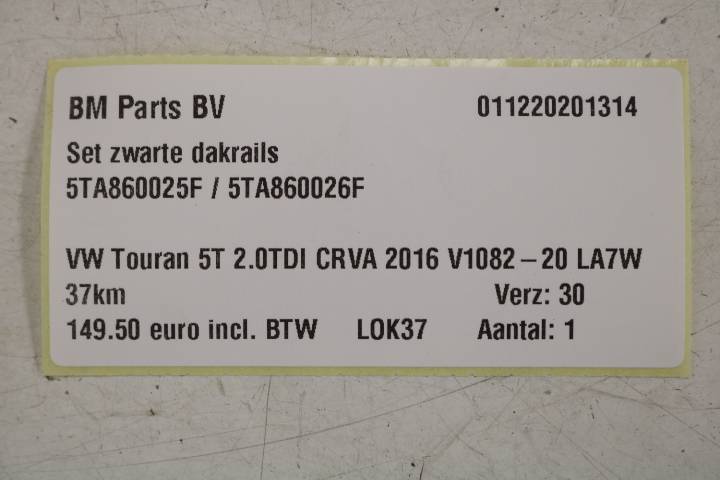 BM Parts BV 011220201314
Set zwarte dakrails
5TA860025F / 5TA860026F
VW Touran 5T 2.0TDI CRVA 2016 V1082–20 LA7W
37km Verz: 30
149.50 euro incl. BTW LOK37 Aantal: 1